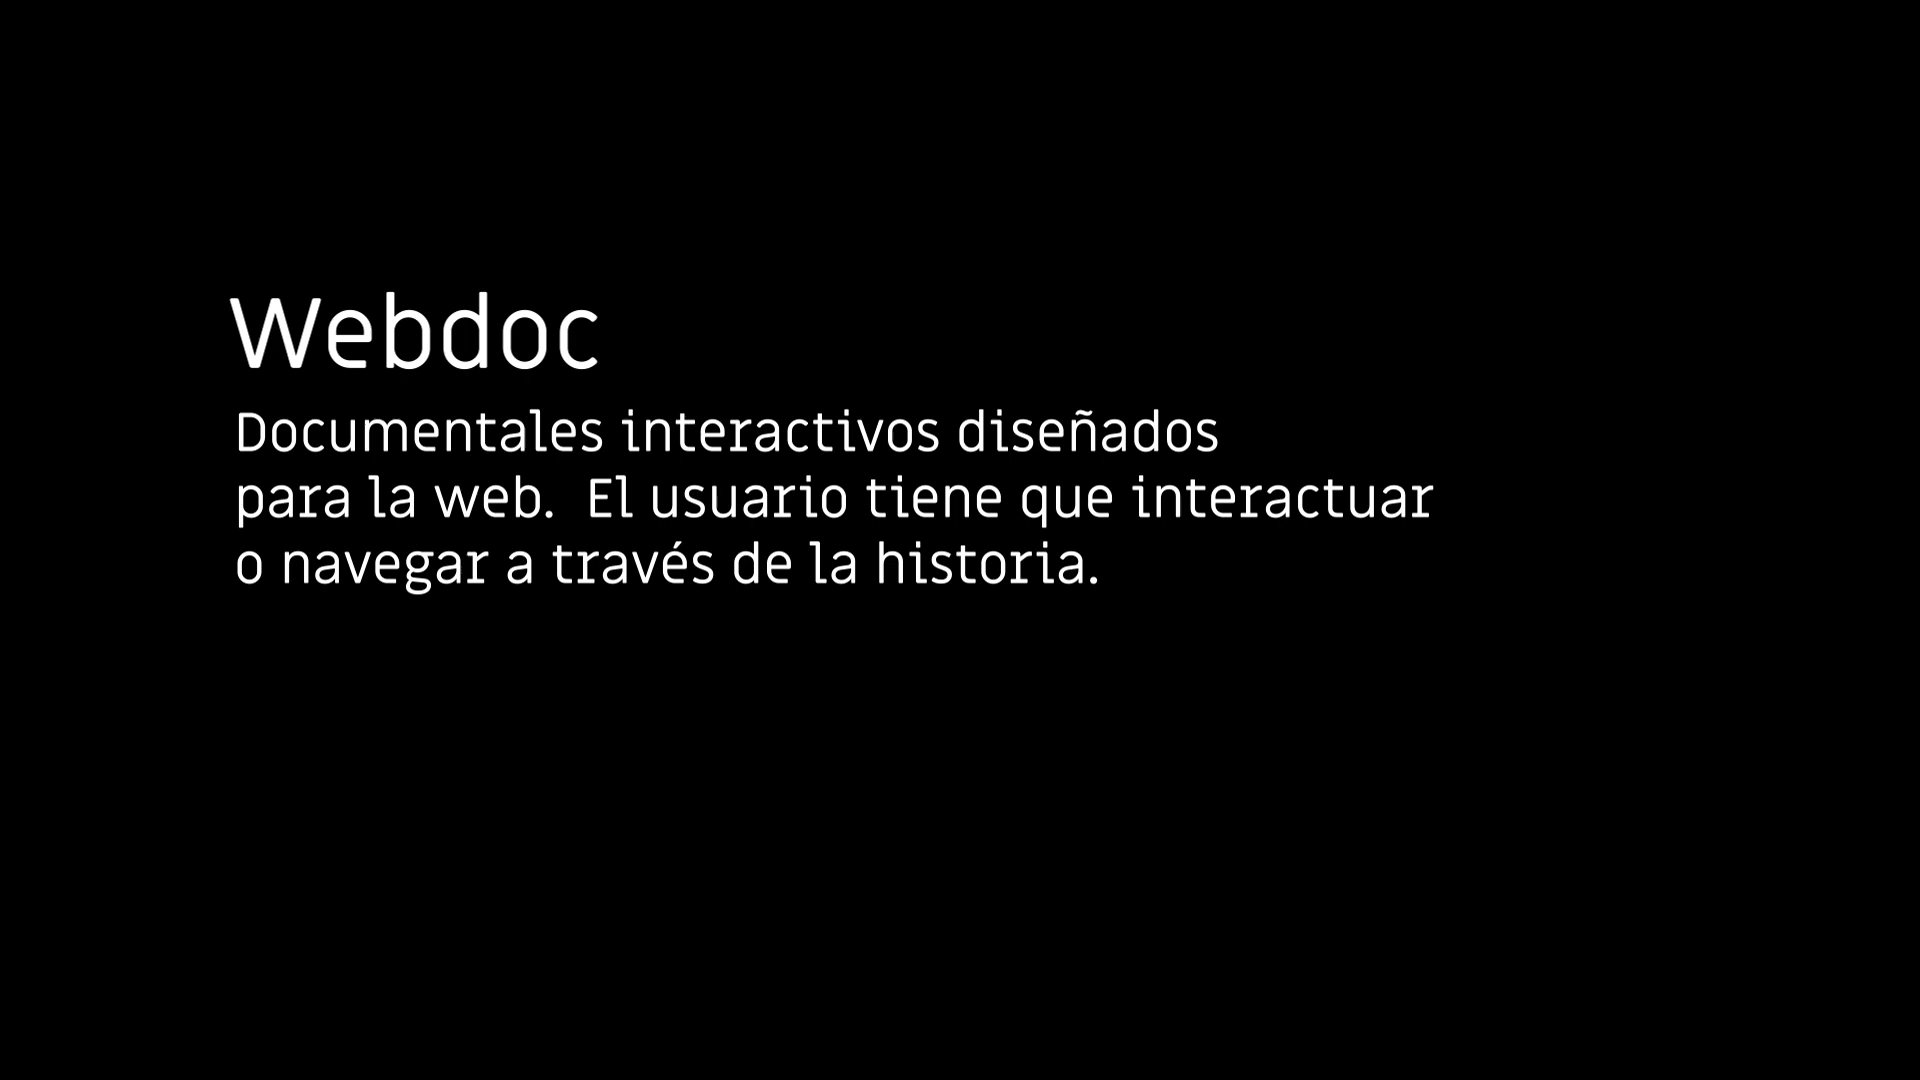 Webdoc
Documentales interactivos diseñados
para la web.  El usuario tiene que interactuar
o navegar a través de la historia.